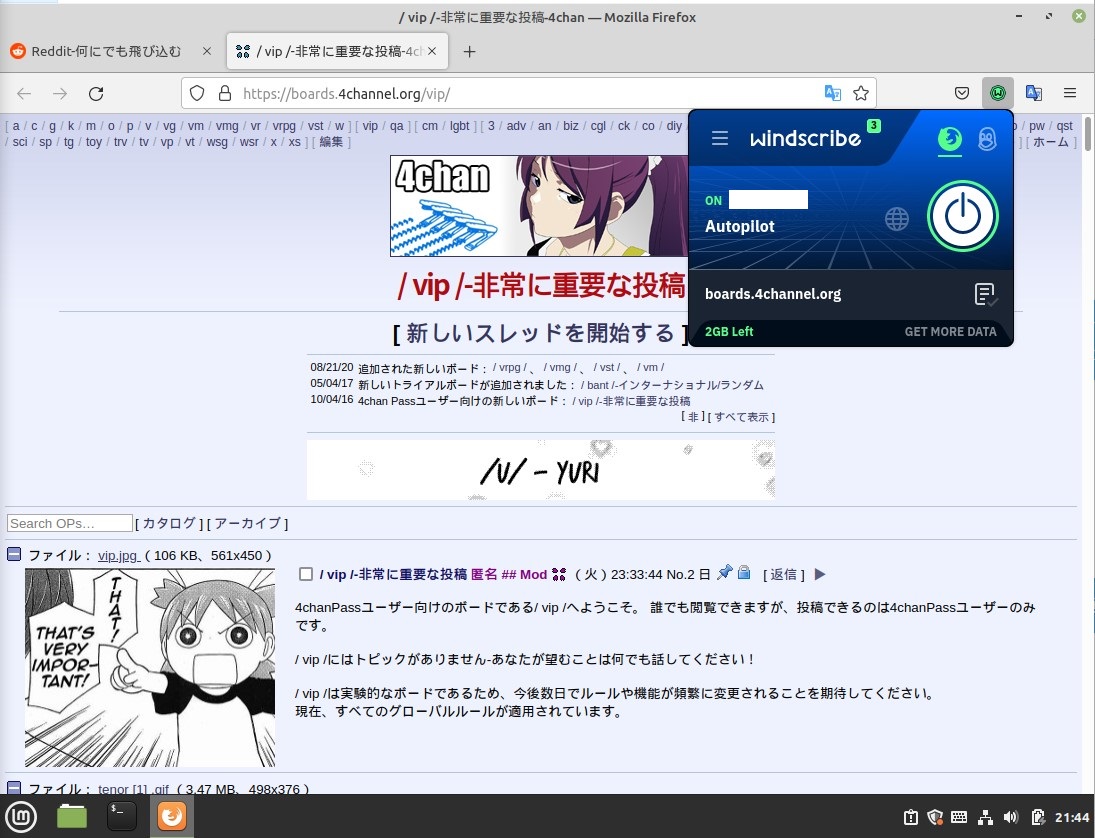 / vip /-非常に重要な投稿-4chan — Mozilla Firefox
Reddit-何にでも飛び込む
/ vip /-非常に重要な投稿-4c
https://boards.4channel.org/vip/
[ a / c / g / k / m / o / p / v / vg / vm / vmg / vr / vrpg / vst / w ] [ vip / qa ] [ cm / lgbt ] [ 3 / adv / an / biz / cgl / ck / co / diy / pw / qst
/ sci / sp / tg / toy / trv / tv / vp / vt / wsg / wsr / x / xs ] [ 編集 ] ] [ ホーム ]
windscribe 3
ON
Autopilot
boards.4channel.org
2GB Left GET MORE DATA
4chan
/ vip /-非常に重要な投稿
[ 新しいスレッドを開始する ]
08/21/20 追加された新しいボード： / vrpg / 、 / vmg / 、 / vst / 、 / vm /
05/04/17 新しいトライアルボードが追加されました： / bant /-インターナショナル/ランダム
10/04/16 4chan Passユーザー向けの新しいボード： / vip /-非常に重要な投稿
[ 非 ] [ すべて表示 ]
/U/ - YURI
Search OPs… [ カタログ ] [ アーカイブ ]
ファイル： vip.jpg ( 106 KB、561x450 )
THAT!
THAT'S
VERY
IMPOR-
TANT!
/ vip /-非常に重要な投稿 匿名 ## Mod ( 火 ) 23:33:44 No.2 日 [ 返信 ] ▶
4chanPassユーザー向けのボードである/ vip /へようこそ。 誰でも閲覧できますが、投稿できるのは4chanPassユーザーのみ
です。
/ vip /にはトピックがありません-あなたが望むことは何でも話してください！
/ vip /は実験的なボードであるため、今後数日でルールや機能が頻繁に変更されることを期待してください。
現在、すべてのグローバルルールが適用されています。
ファイル： tenor [1] .gif ( 3.47 MB、498x376 )
21:44